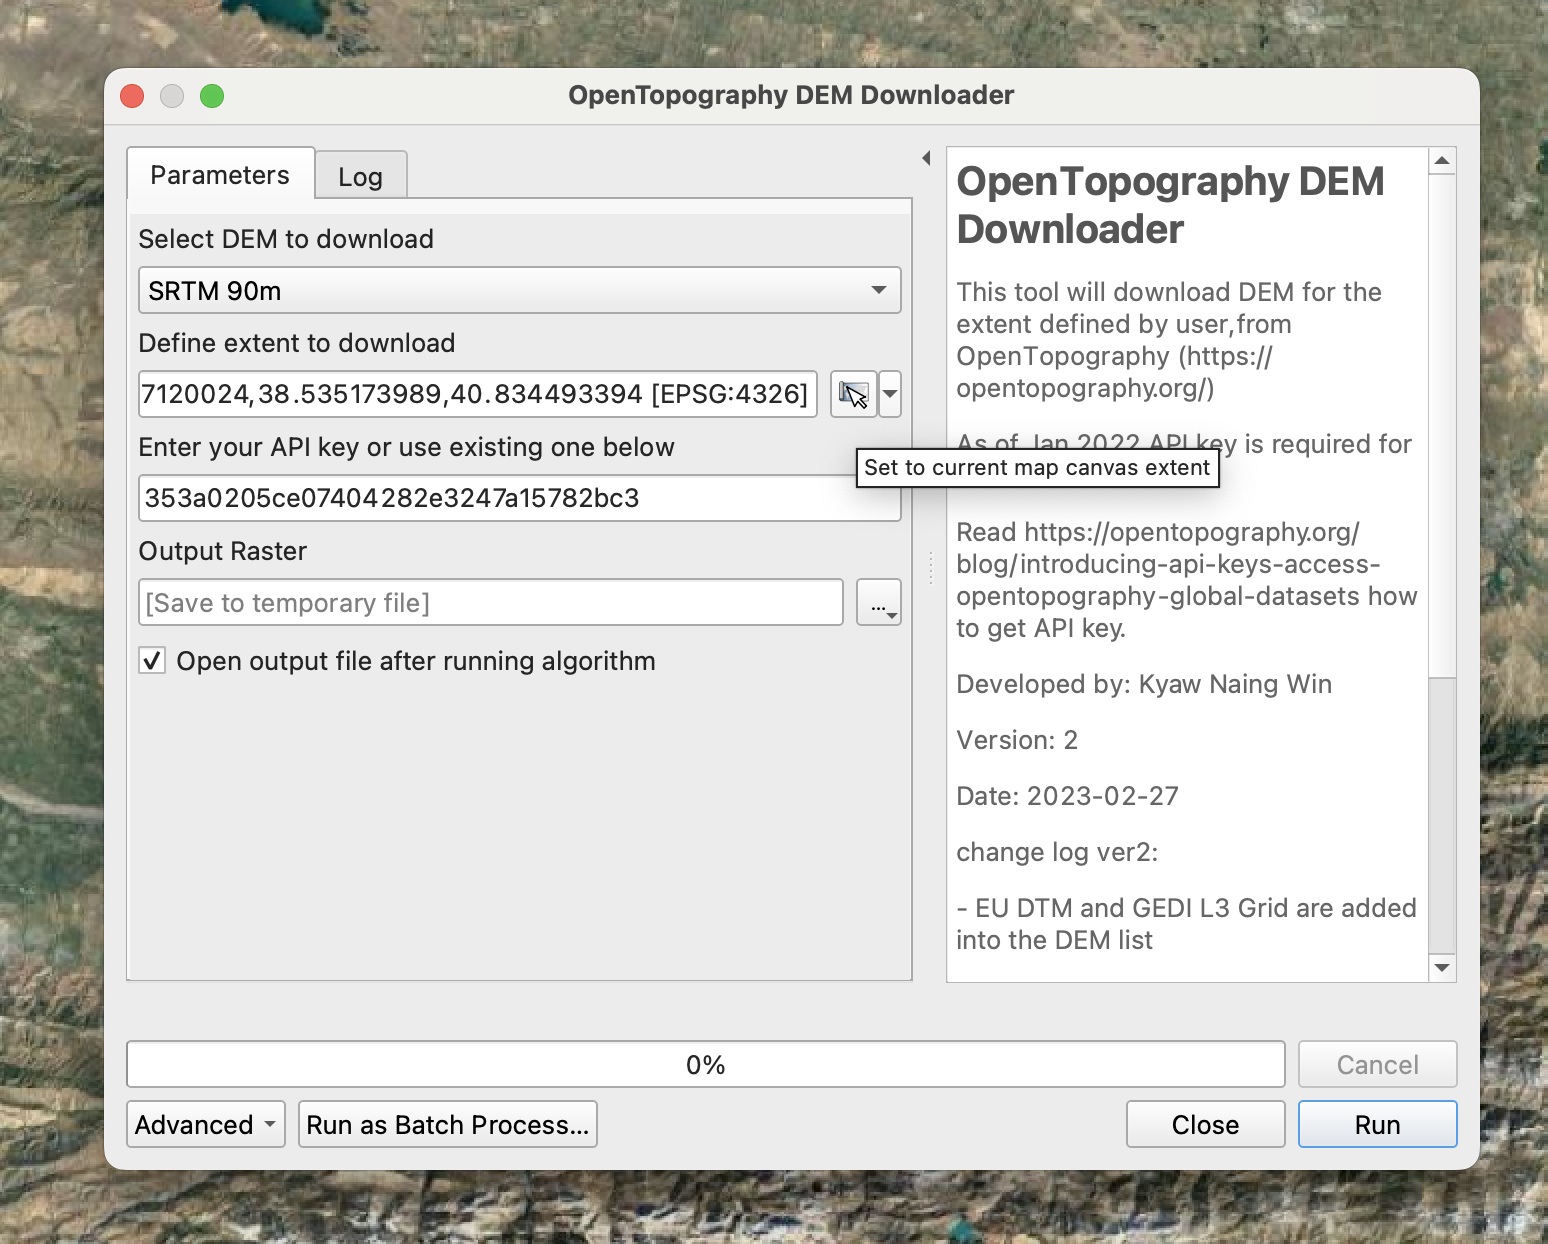 OpenTopography DEM Downloader
Parameters
Log
Select DEM to download
SRTM 90m
Define extent to download
7120024,38.535173989,40.834493394 [EPSG:4326]
Enter your API key or use existing one below
353a0205ce07404282e3247a15782bc3
Output Raster
[Save to temporary file]
...
Open output file after running algorithm
OpenTopography DEM
Downloader
This tool will download DEM for the
extent defined by user,from
OpenTopography (https://
opentopography.org/)
As of Jan 2022 API key is required for
Set to current map canvas extent
Read https://opentopography.org/
blog/introducing-api-keys-access-
opentopography-global-datasets how
to get API key.
Developed by: Kyaw Naing Win
Version: 2
Date: 2023-02-27
change log ver2:
- EU DTM and GEDI L3 Grid are added
into the DEM list
0%
Cancel
Advanced
Run as Batch Process...
Close
Run